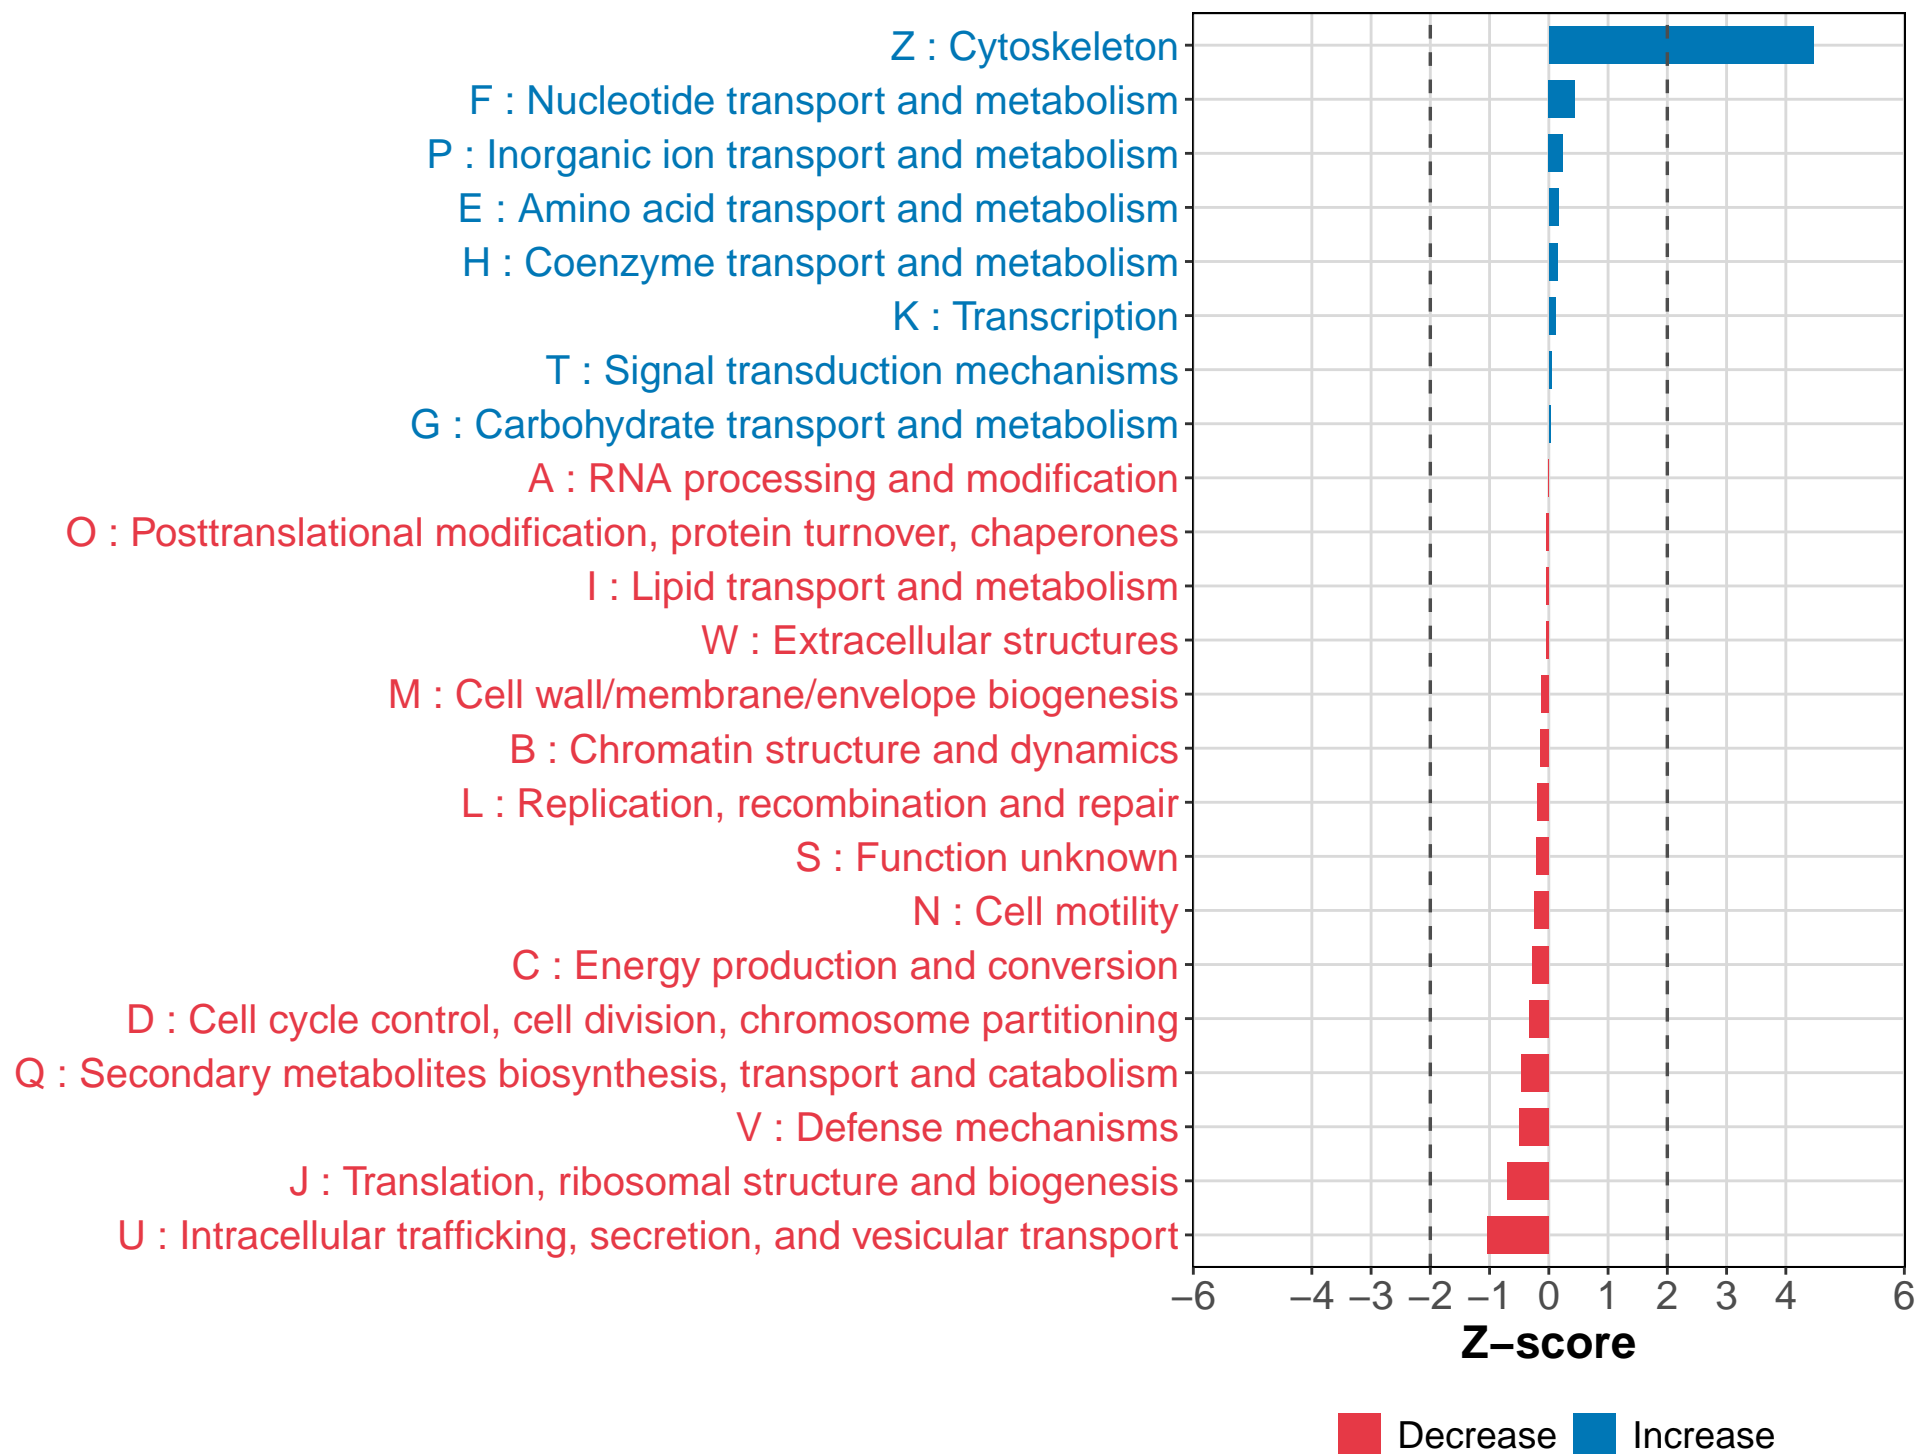 Z : Cytoskeleton
F : Nucleotide transport and metabolism
P : Inorganic ion transport and metabolism
E : Amino acid transport and metabolism
H : Coenzyme transport and metabolism
K : Transcription
T : Signal transduction mechanisms
G : Carbohydrate transport and metabolism
A : RNA processing and modification
O : Posttranslational modification, protein turnover, chaperones
I : Lipid transport and metabolism
W : Extracellular structures
M : Cell wall/membrane/envelope biogenesis
B : Chromatin structure and dynamics
L : Replication, recombination and repair
S : Function unknown
N : Cell motility
C : Energy production and conversion
D : Cell cycle control, cell division, chromosome partitioning
Q : Secondary metabolites biosynthesis, transport and catabolism
V : Defense mechanisms
J : Translation, ribosomal structure and biogenesis
U : Intracellular trafficking, secretion, and vesicular transport
−6 −4 −3 −2 −1 0 1 2 3 4 6
Z−score
Decrease Increase